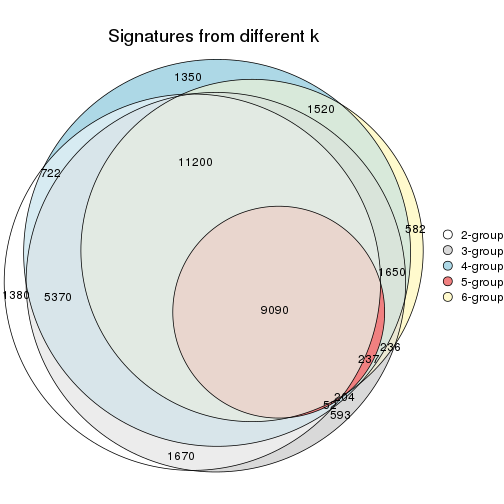 Signatures from different k
1350
1520
11200
722
582
2-group
3-group
4-group
5-group
6-group
1650
1380
5370
9090
236
237
204
52
593
1670